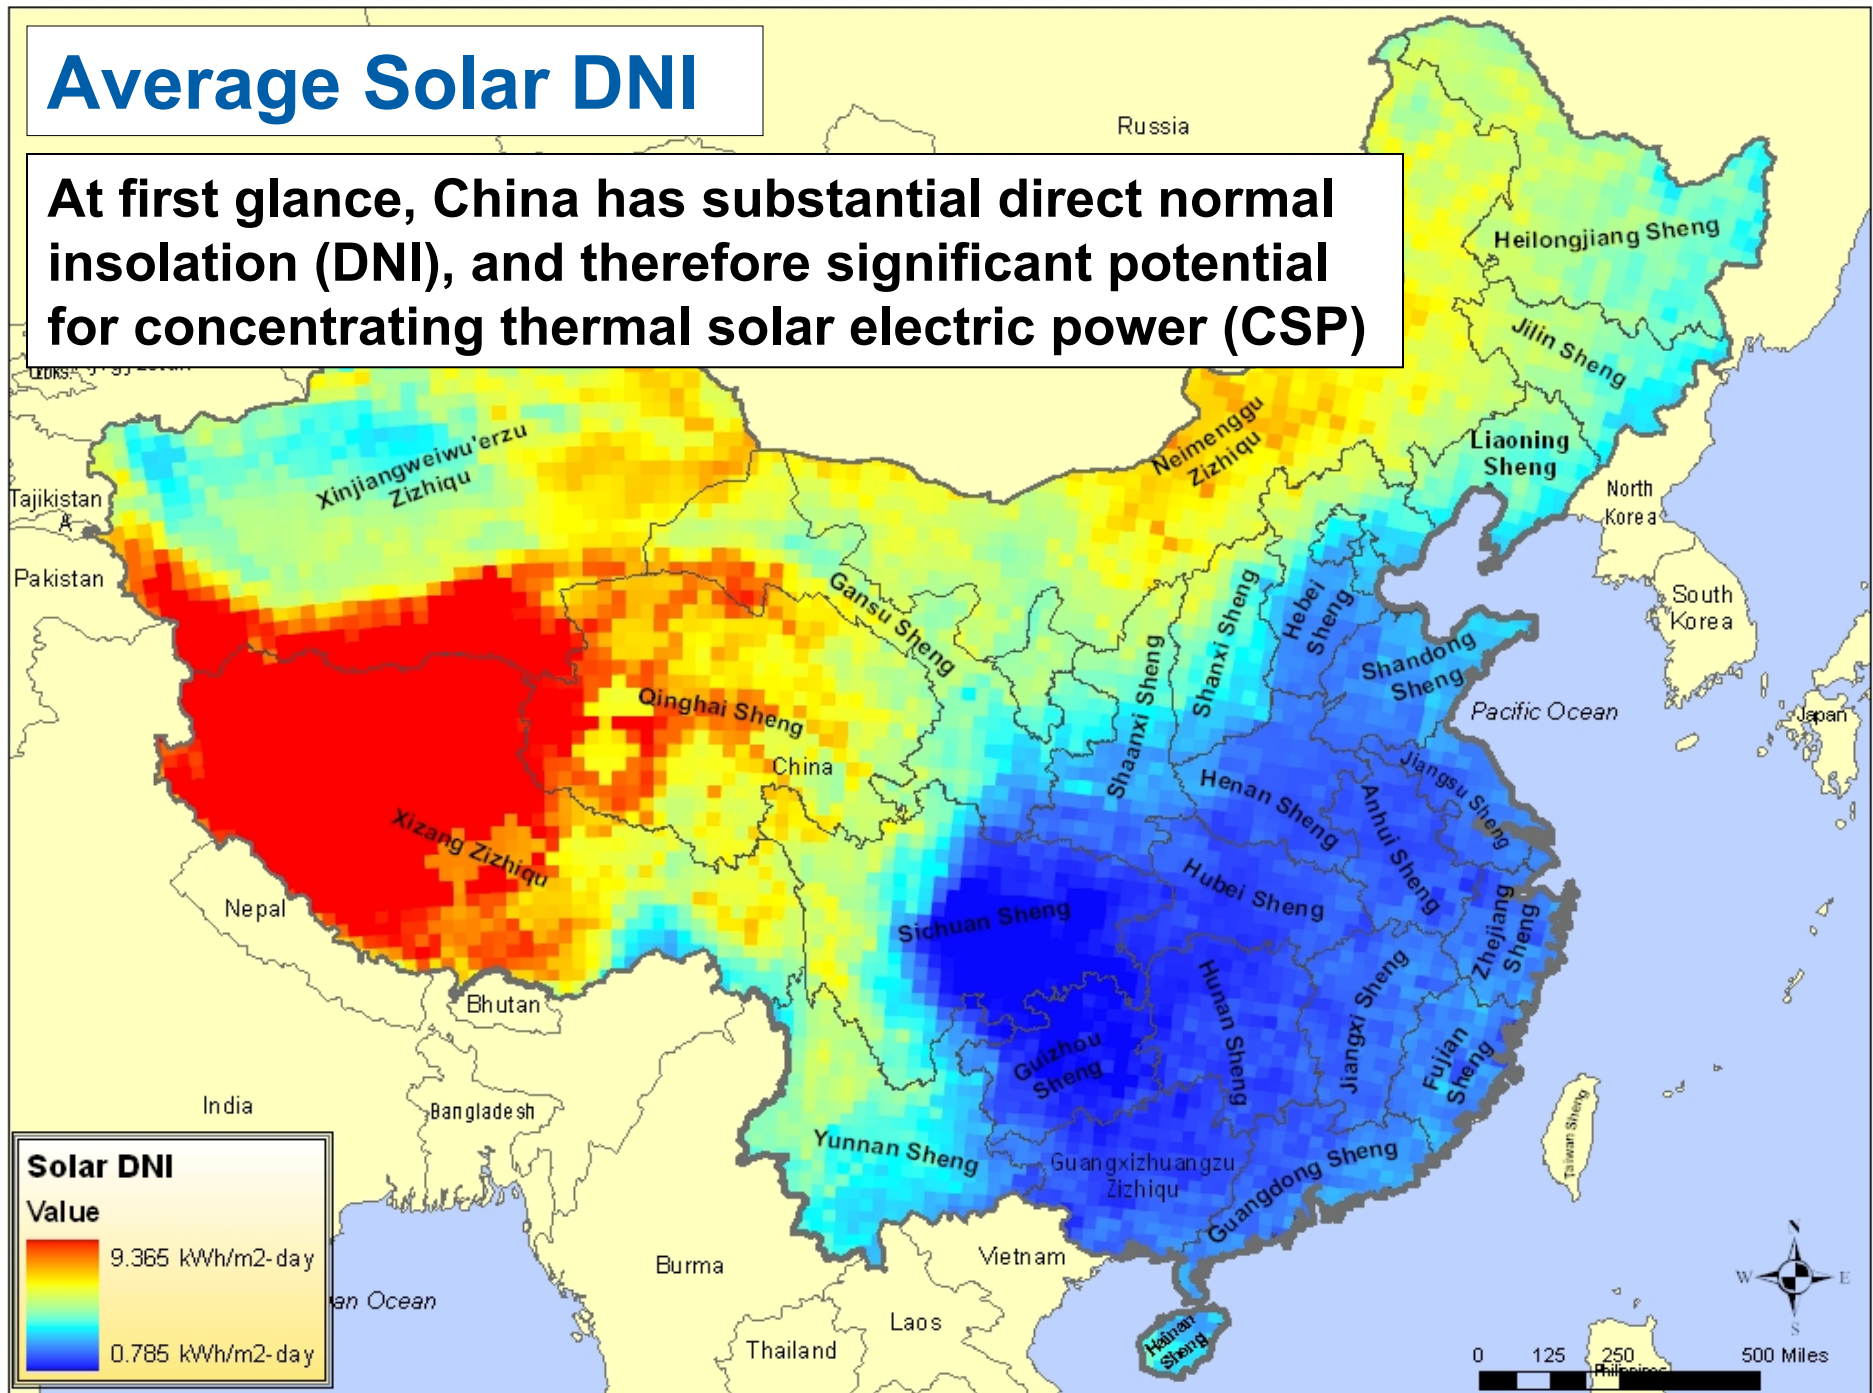 Average Solar DNI
At first glance, China has substantial direct normal
insolation (DNI), and therefore significant potential
for concentrating thermal solar electric power (CSP)
Russia
Heilongjiang Sheng
Jilin Sheng
Liaoning
Sheng
Neimenggu
Zizhiqu
Xinjiangweiwu'erzu
Zizhiqu
Tajikistan
A
Pakistan
North
Korea
South
Korea
Japan
Pacific Ocean
Gansu Sheng
Hebei
Sheng
Shanxi Sheng
Shaanxi Sheng
Shandong
Sheng
Qinghai Sheng
China
Henan Sheng
Jiangsu Sheng
Anhui Sheng
Xizang Zizhiqu
Hubei Sheng
Sichuan Sheng
Zhejiang
Sheng
Nepal
Bhutan
Hunan Sheng
Jiangxi Sheng
Fujian
Sheng
Guizhou
Sheng
India
Bangladesh
Yunnan Sheng
Guangxizhuangzu
Zizhiqu
Guangdong Sheng
Taiwan Sheng
Solar DNI
Value
9.365 kWh/m2-day
0.785 kWh/m2-day
an Ocean
Burma
Vietnam
Laos
Thailand
Hainan
Sheng
N
W
E
S
0 125 250 500 Miles
Philippines